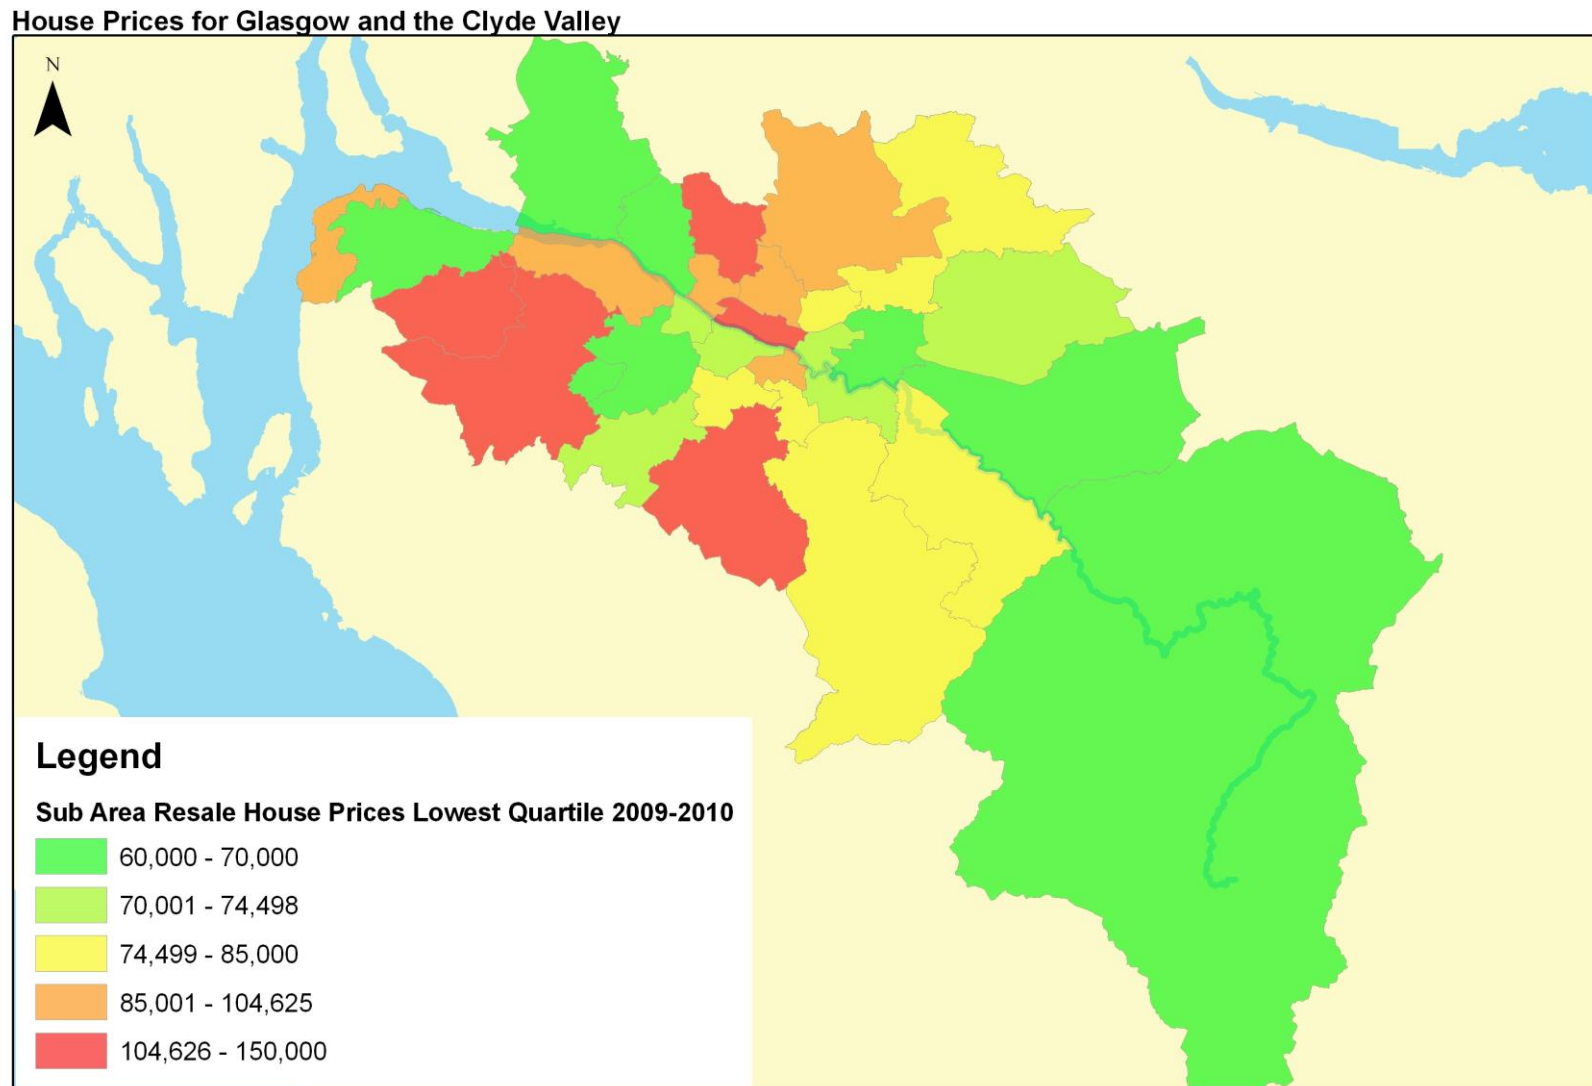 House Prices for Glasgow and the Clyde Valley
N
Legend
Sub Area Resale House Prices Lowest Quartile 2009-2010
60,000 - 70,000
70,001 - 74,498
74,499 - 85,000
85,001 - 104,625
104,626 - 150,000